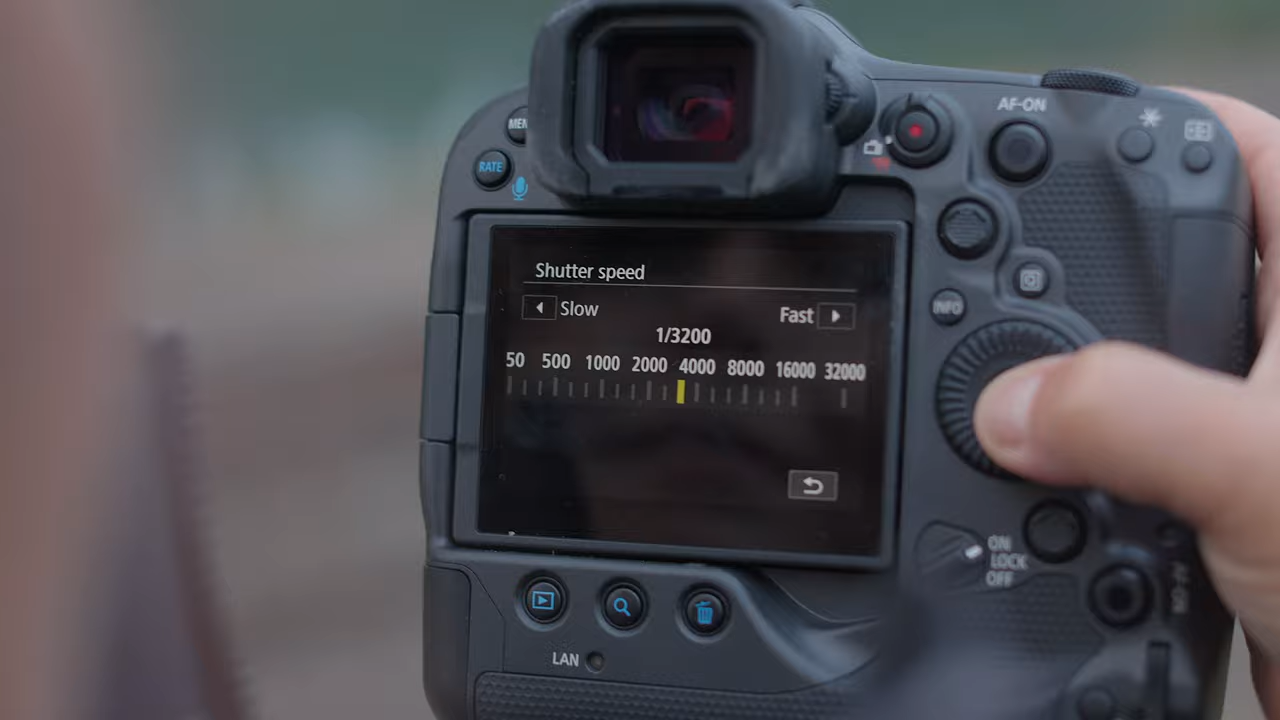 AF-ON
MEN
RATE
Shutter speed
Slow
Fast
1/3200
50 500 1000 2000 4000 8000 16000 32000
INFO
ON
LOCK
OFF
LAN